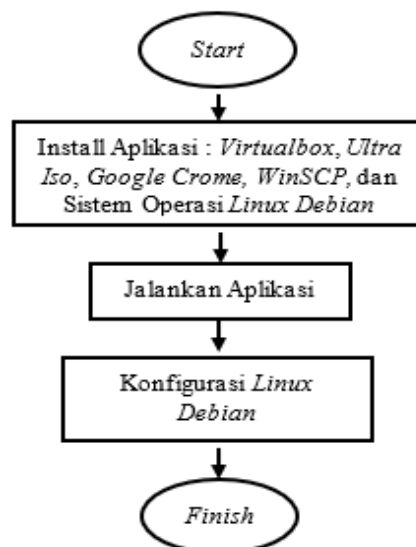 Start
Install Aplikasi : Virtualbox, Ultra
Iso, Google Crome, WinSCP, dan
Sistem Operasi Linux Debian
Jalankan Aplikasi
Konfigurasi Linux
Debian
Finish